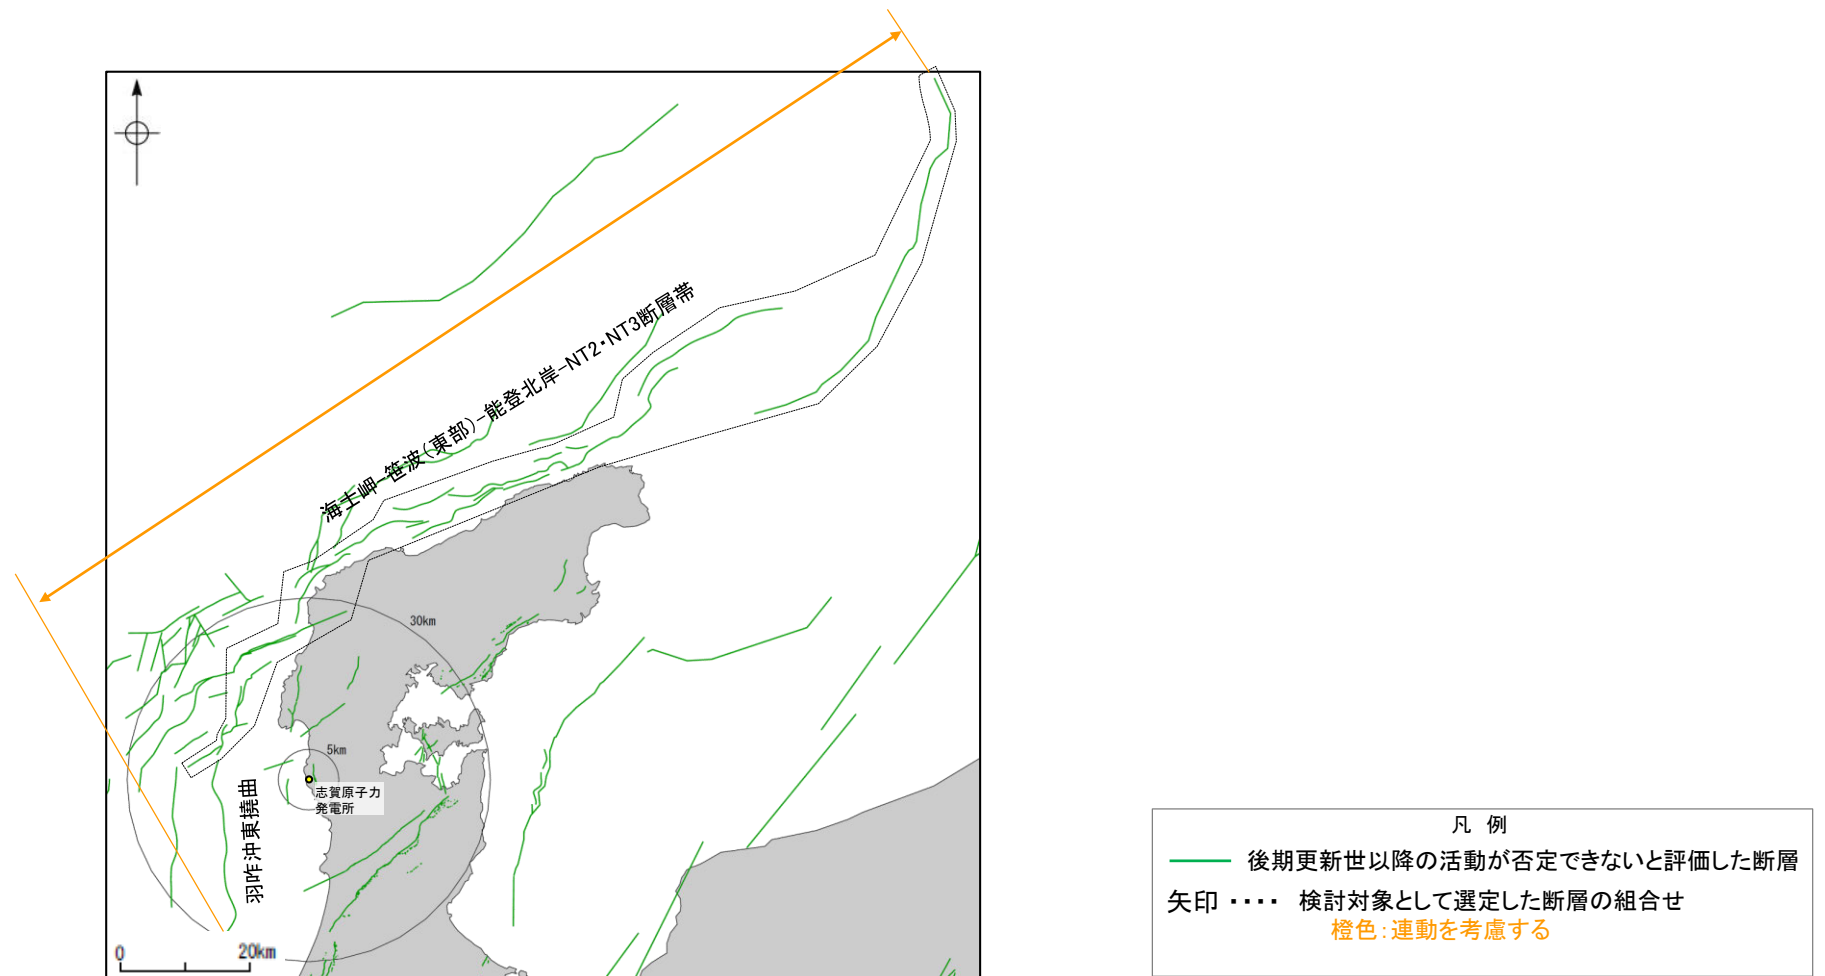 海士岬-笹波(東部)-能登北岸-NT2・NT3断層帯
30km
5km
志賀原子力
発電所
羽咋沖東撓曲
0
20km
凡 例
後期更新世以降の活動が否定できないと評価した断層
矢印 ‥‥ 検討対象として選定した断層の組合せ
橙色：連動を考慮する